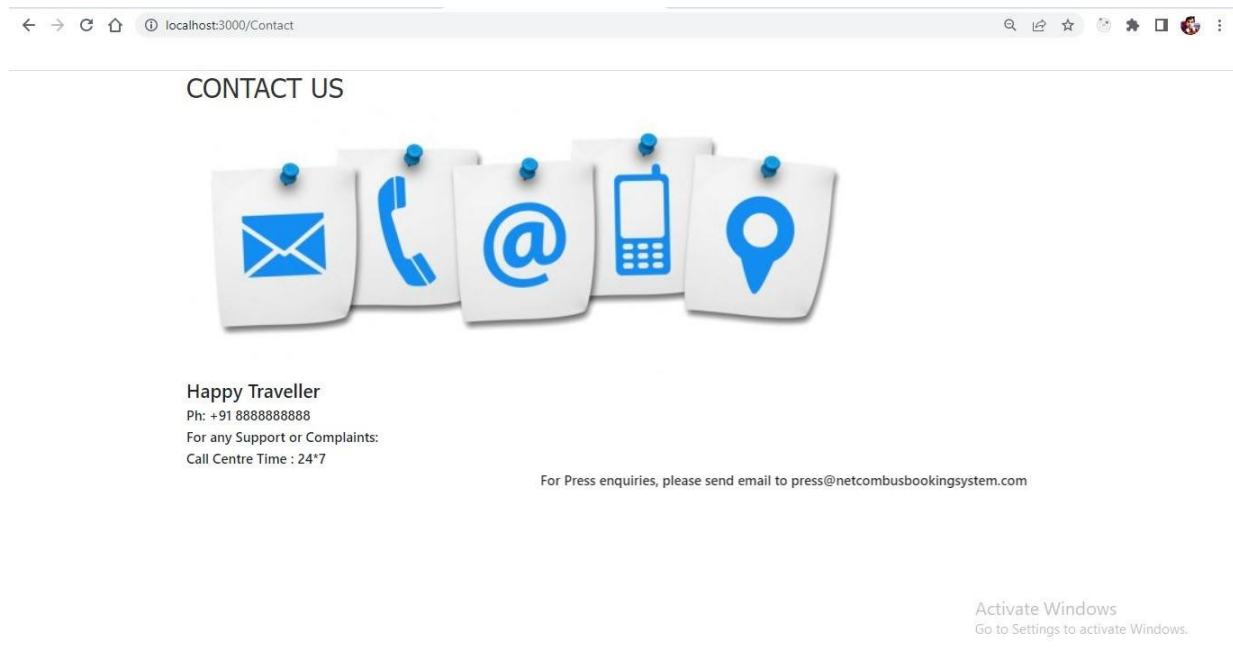 localhost:3000/Contact
CONTACT US
@
Happy Traveller
Ph: +91 8888888888
For any Support or Complaints:
Call Centre Time : 24*7
For Press enquiries, please send email to press@netcombusbookingsystem.com
Activate Windows
Go to Settings to activate Windows.